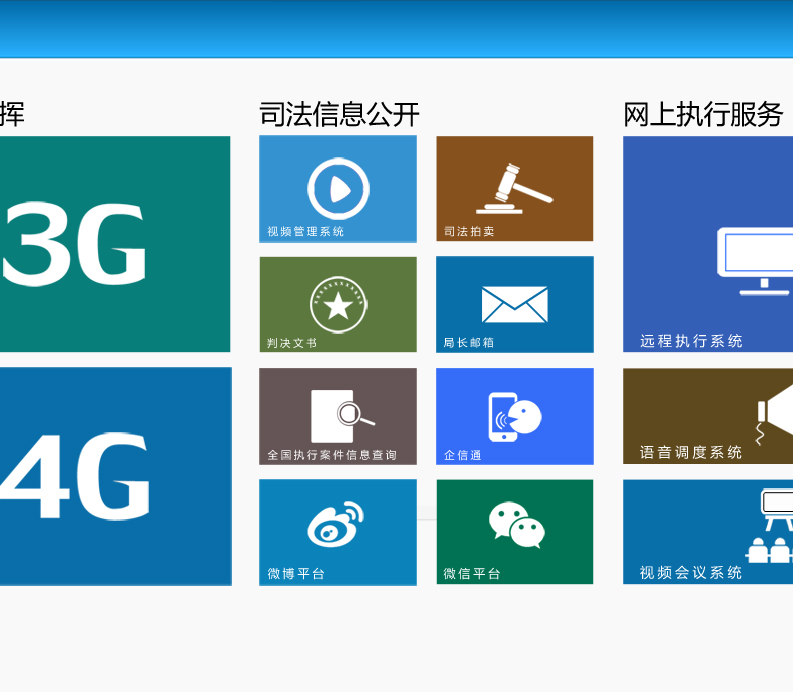 挥
3G
4G
司法信息公开
视频管理系统
司法拍卖
判决文书
局长邮箱
全国执行案件信息查询
企信通
微博平台
微信平台
网上执行服务
远程执行系统
语音调度系统
视频会议系统